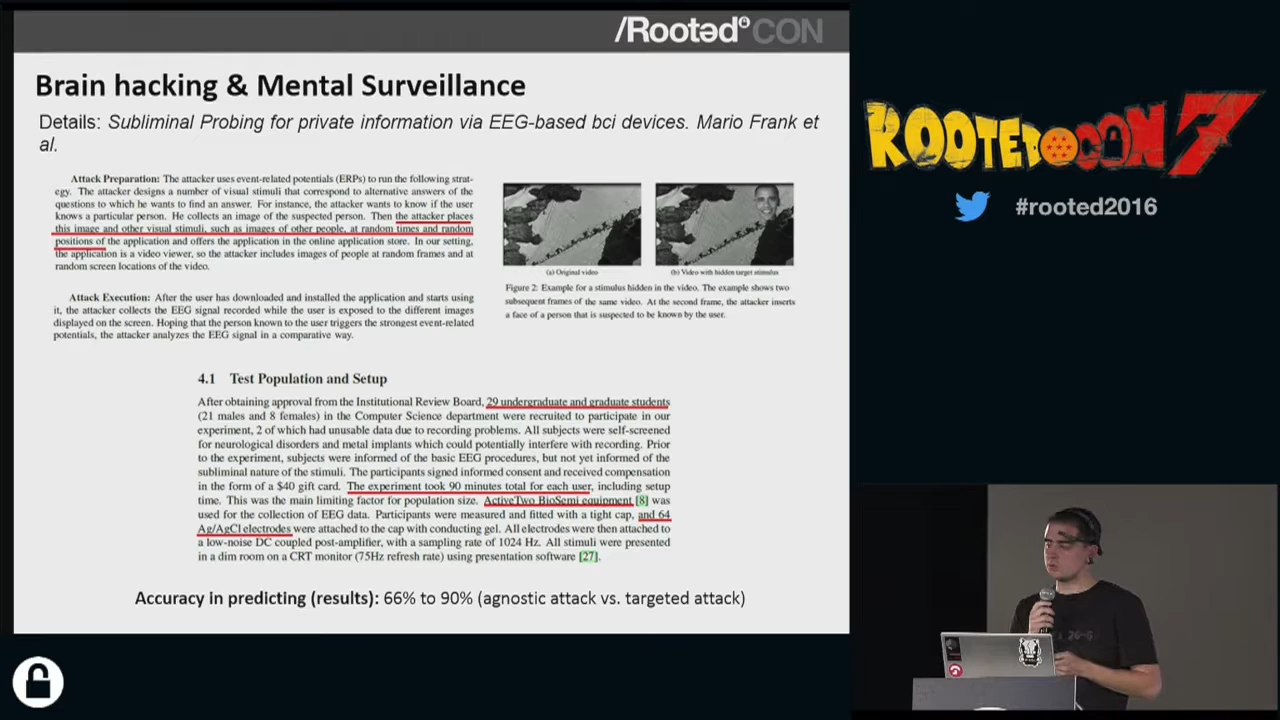 /RootedCON
Brain hacking & Mental Surveillance
Details: Subliminal Probing for private information via EEG-based bci devices. Mario Frank et
al.
Attack Preparation: The attacker uses event-related potentials (ERPs) to run the following strat-
egy. The attacker designs a number of visual stimuli that correspond to alternative answers of the
questions to which he wants to find an answer. For instance, the attacker wants to know if the user
knows a particular person. He collects an image of the suspected person. Then the attacker places
this image and other visual stimuli, such as images of other people, at random times and random
positions of the application and offers the application in the online application store. In our setting,
the application is a video viewer, so the attacker includes images of people at random frames and at
random screen locations of the video.
Attack Execution: After the user has downloaded and installed the application and starts using
it, the attacker collects the EEG signal recorded while the user is exposed to the different images
displayed on the screen. Hoping that the person known to the user triggers the strongest event-related
potentials, the attacker analyzes the EEG signal in a comparative way.
(a) Original video
(b) Video with hidden target stimulus
Figure 2: Example for a stimulus hidden in the video. The example shows two
subsequent frames of the same video. At the second frame, the attacker inserts
a face of a person that is suspected to be known by the user.
4.1 Test Population and Setup
After obtaining approval from the Institutional Review Board, 29 undergraduate and graduate students
(21 males and 8 females) in the Computer Science department were recruited to participate in our
experiment, 2 of which had unusable data due to recording problems. All subjects were self-screened
for neurological disorders and metal implants which could potentially interfere with recording. Prior
to the experiment, subjects were informed of the basic EEG procedures, but not yet informed of the
subliminal nature of the stimuli. The participants signed informed consent and received compensation
in the form of a $40 gift card. The experiment took 90 minutes total for each user, including setup
time. This was the main limiting factor for population size. ActiveTwo BioSemi equipment [8] was
used for the collection of EEG data. Participants were measured and fitted with a tight cap, and 64
Ag/AgCl electrodes were attached to the cap with conducting gel. All electrodes were then attached to
a low-noise DC coupled post-amplifier, with a sampling rate of 1024 Hz. All stimuli were presented
in a dim room on a CRT monitor (75Hz refresh rate) using presentation software [27].
Accuracy in predicting (results): 66% to 90% (agnostic attack vs. targeted attack)
ROOTEDCON 7
#rooted2016